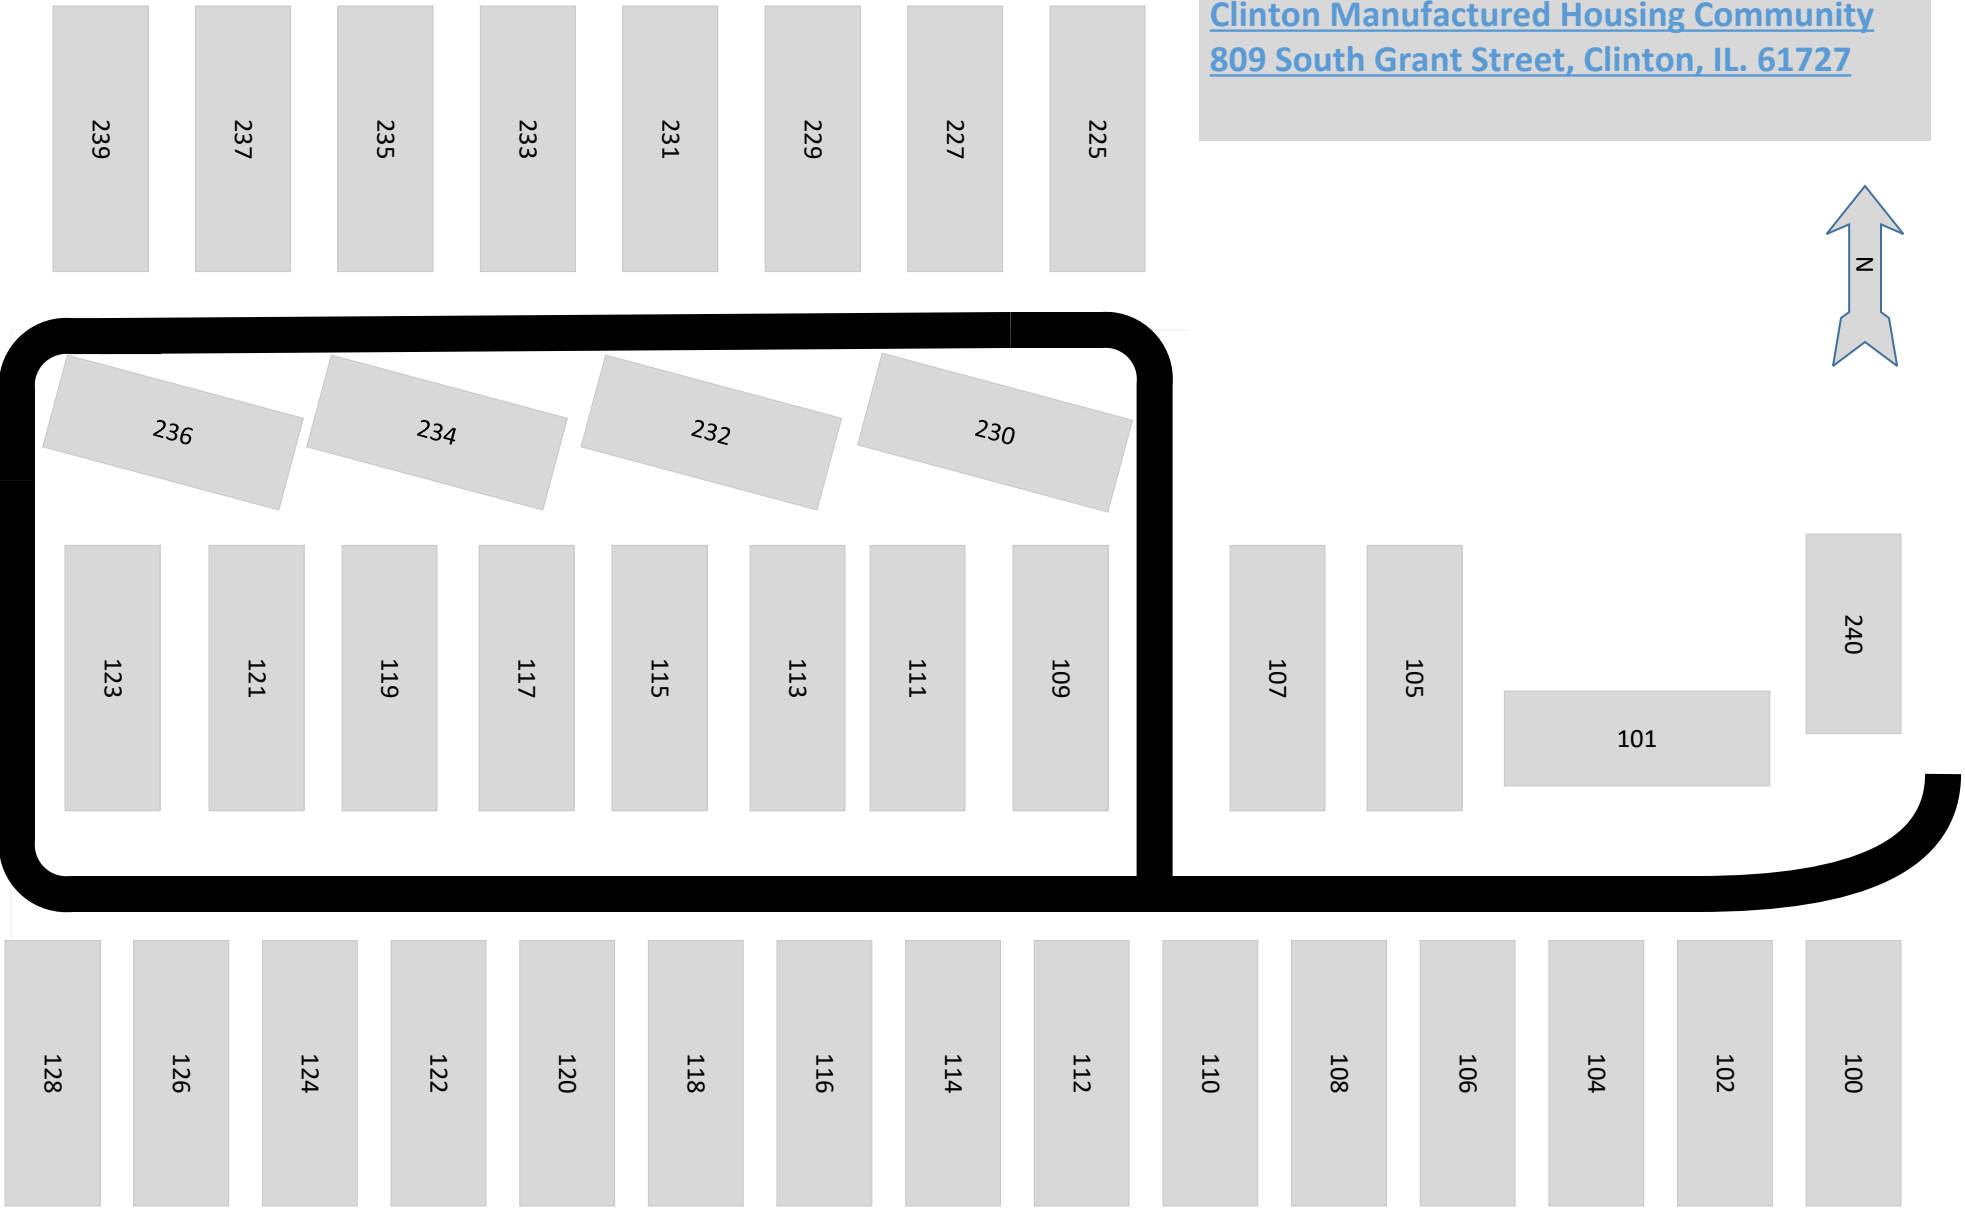 Clinton Manufactured Housing Community
809 South Grant Street, Clinton, IL. 61727
239 237 235 233 231 229 227 225
N
236 234 232 230
123 121 119 117 115 113 111 109 107 105 101 240
128 126 124 122 120 118 116 114 112 110 108 106 104 102 100